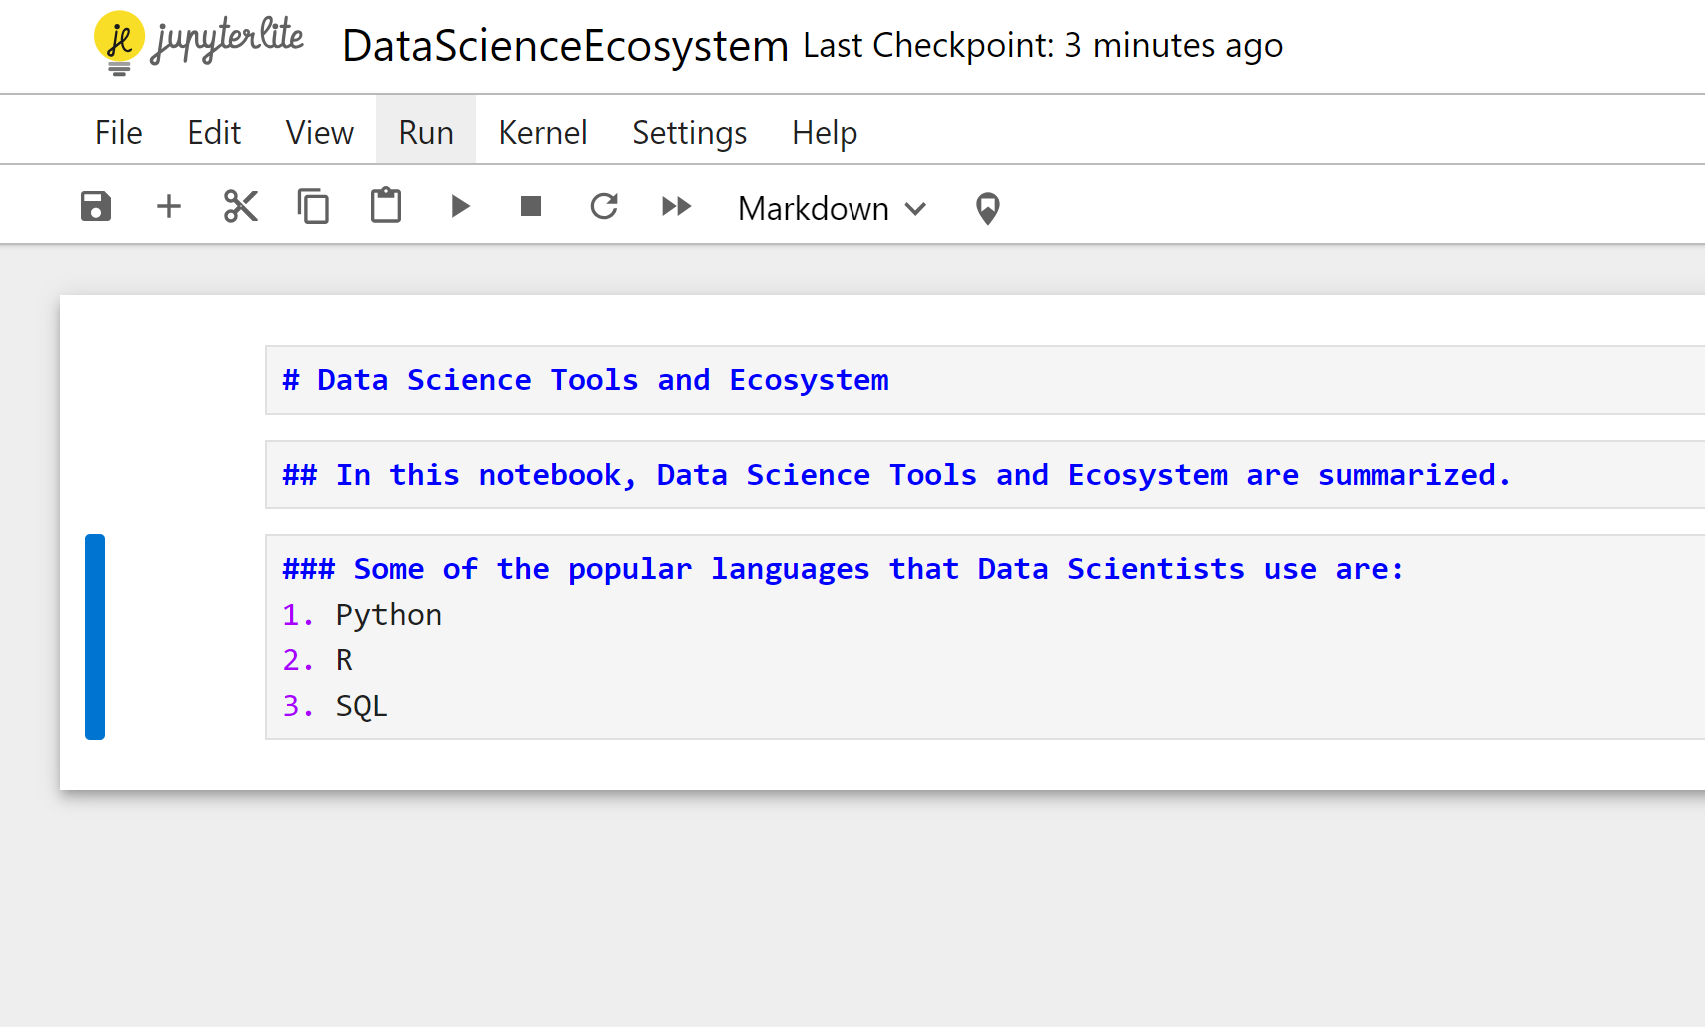 jupyterlite DataScienceEcosystem Last Checkpoint: 3 minutes ago
File Edit View Run Kernel Settings Help
Markdown
# Data Science Tools and Ecosystem
## In this notebook, Data Science Tools and Ecosystem are summarized.
### Some of the popular languages that Data Scientists use are:
1. Python
2. R
3. SQL